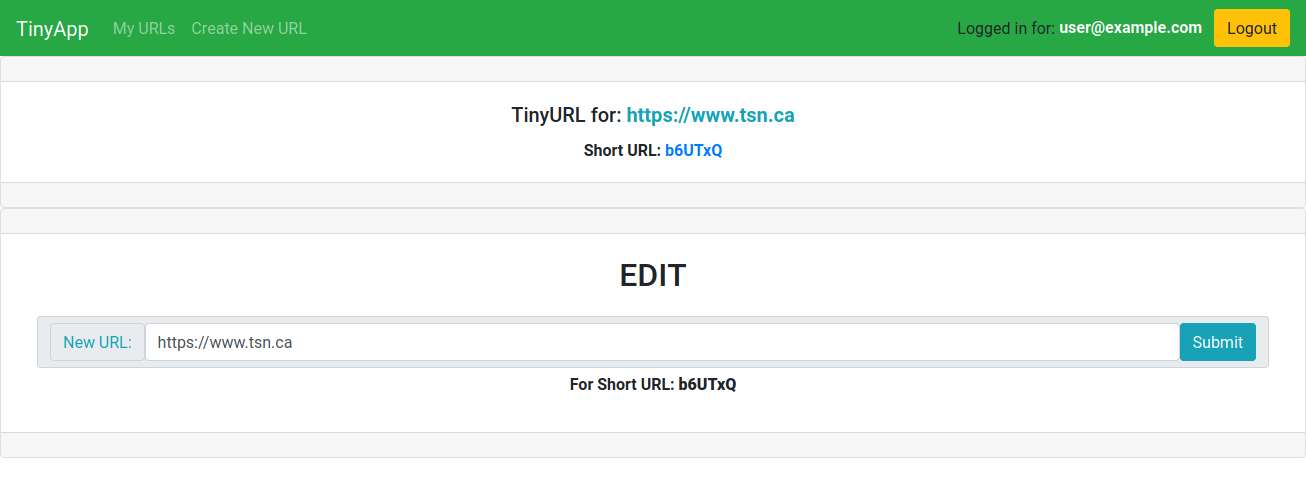 TinyApp My URLs Create New URL Logged in for: user@example.com Logout
TinyURL for: https://www.tsn.ca
Short URL: b6UTxQ
EDIT
New URL: https://www.tsn.ca Submit
For Short URL: b6UTxQ